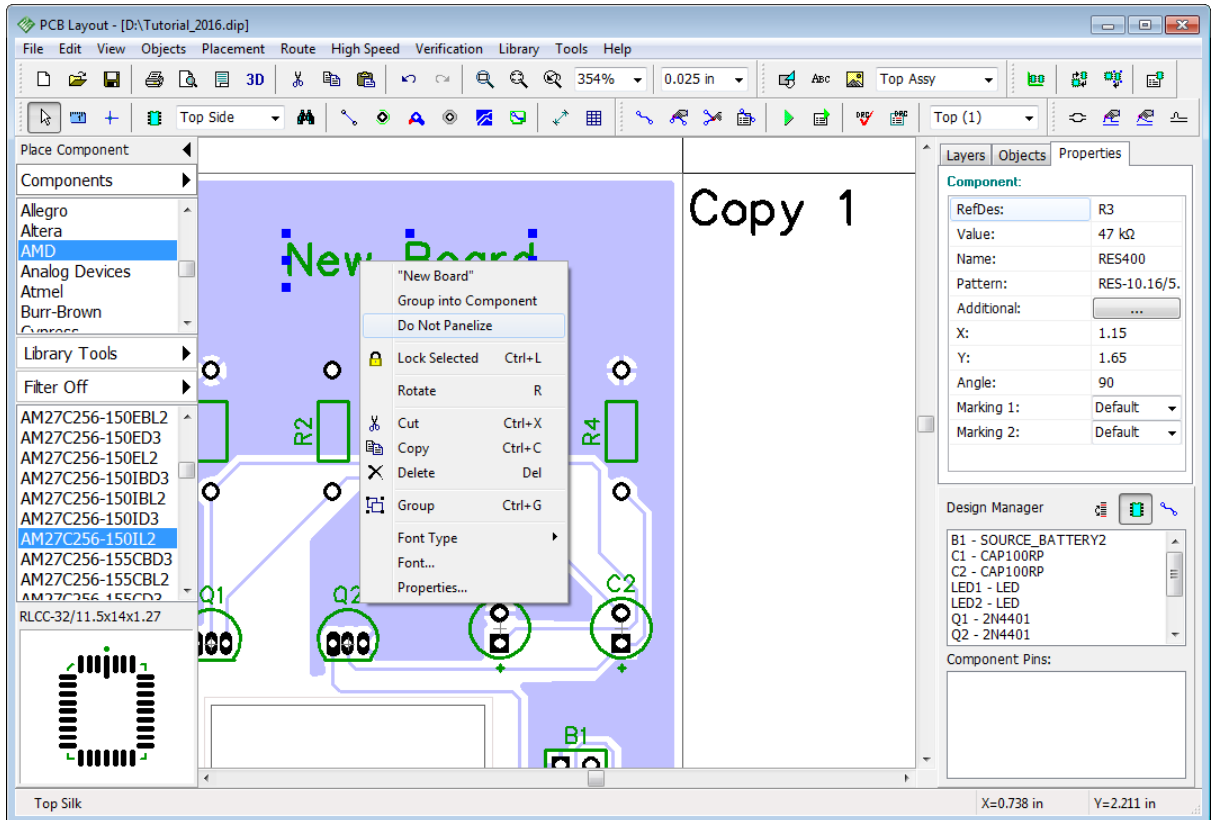 PCB Layout - [D:\Tutorial_2016.dip]
File Edit View Objects Placement Route High Speed Verification Library Tools Help
3D 354% 0.025 in ABC Top Assy
Top Side DRC DRC Top (1)
Place Component
Components
Allegro
Altera
AMD
Analog Devices
Atmel
Burr-Brown
Cypress
Library Tools
Filter Off
AM27C256-150EBL2
AM27C256-150ED3
AM27C256-150EL2
AM27C256-150IBD3
AM27C256-150IBL2
AM27C256-150ID3
AM27C256-150IL2
AM27C256-155CBD3
AM27C256-155CBL2
AM27C256-155CD3
RLCC-32/11.5x14x1.27
New Board
Copy 1
"New Board"
Group into Component
Do Not Panelize
Lock Selected Ctrl+L
Rotate R
Cut Ctrl+X
Copy Ctrl+C
Delete Del
Group Ctrl+G
Font Type
Font...
Properties...
R2
R4
Q1
Q2
C2
B1
Layers Objects Properties
Component:
RefDes: R3
Value: 47 kΩ
Name: RES400
Pattern: RES-10.16/5.
Additional: ...
X: 1.15
Y: 1.65
Angle: 90
Marking 1: Default
Marking 2: Default
Design Manager
B1 - SOURCE_BATTERY2
C1 - CAP100RP
C2 - CAP100RP
LED1 - LED
LED2 - LED
Q1 - 2N4401
Q2 - 2N4401
Component Pins:
Top Silk
X=0.738 in Y=2.211 in